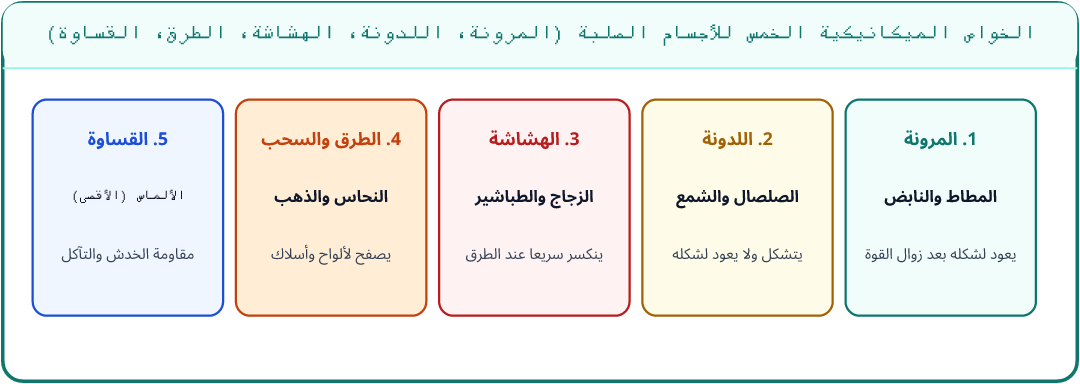 الخواص الميكانيكية الخمس للأجسام الصلبة (المرونة، اللدونة، الهشاشة، الطرق، القساوة)
1. المرونة
المطاط والنابض
يعود لشكله بعد زوال القوة
2. اللدونة
الصلصال والشمع
يتشكل ولا يعود لشكله
3. الهشاشة
الزجاج والطباشير
ينكسر سريعا عند الطرق
4. الطرق والسحب
النحاس والذهب
يصفح لألواح وأسلاك
5. القساوة
الألماس (الأقصى)
مقاومة الخدش والتآكل